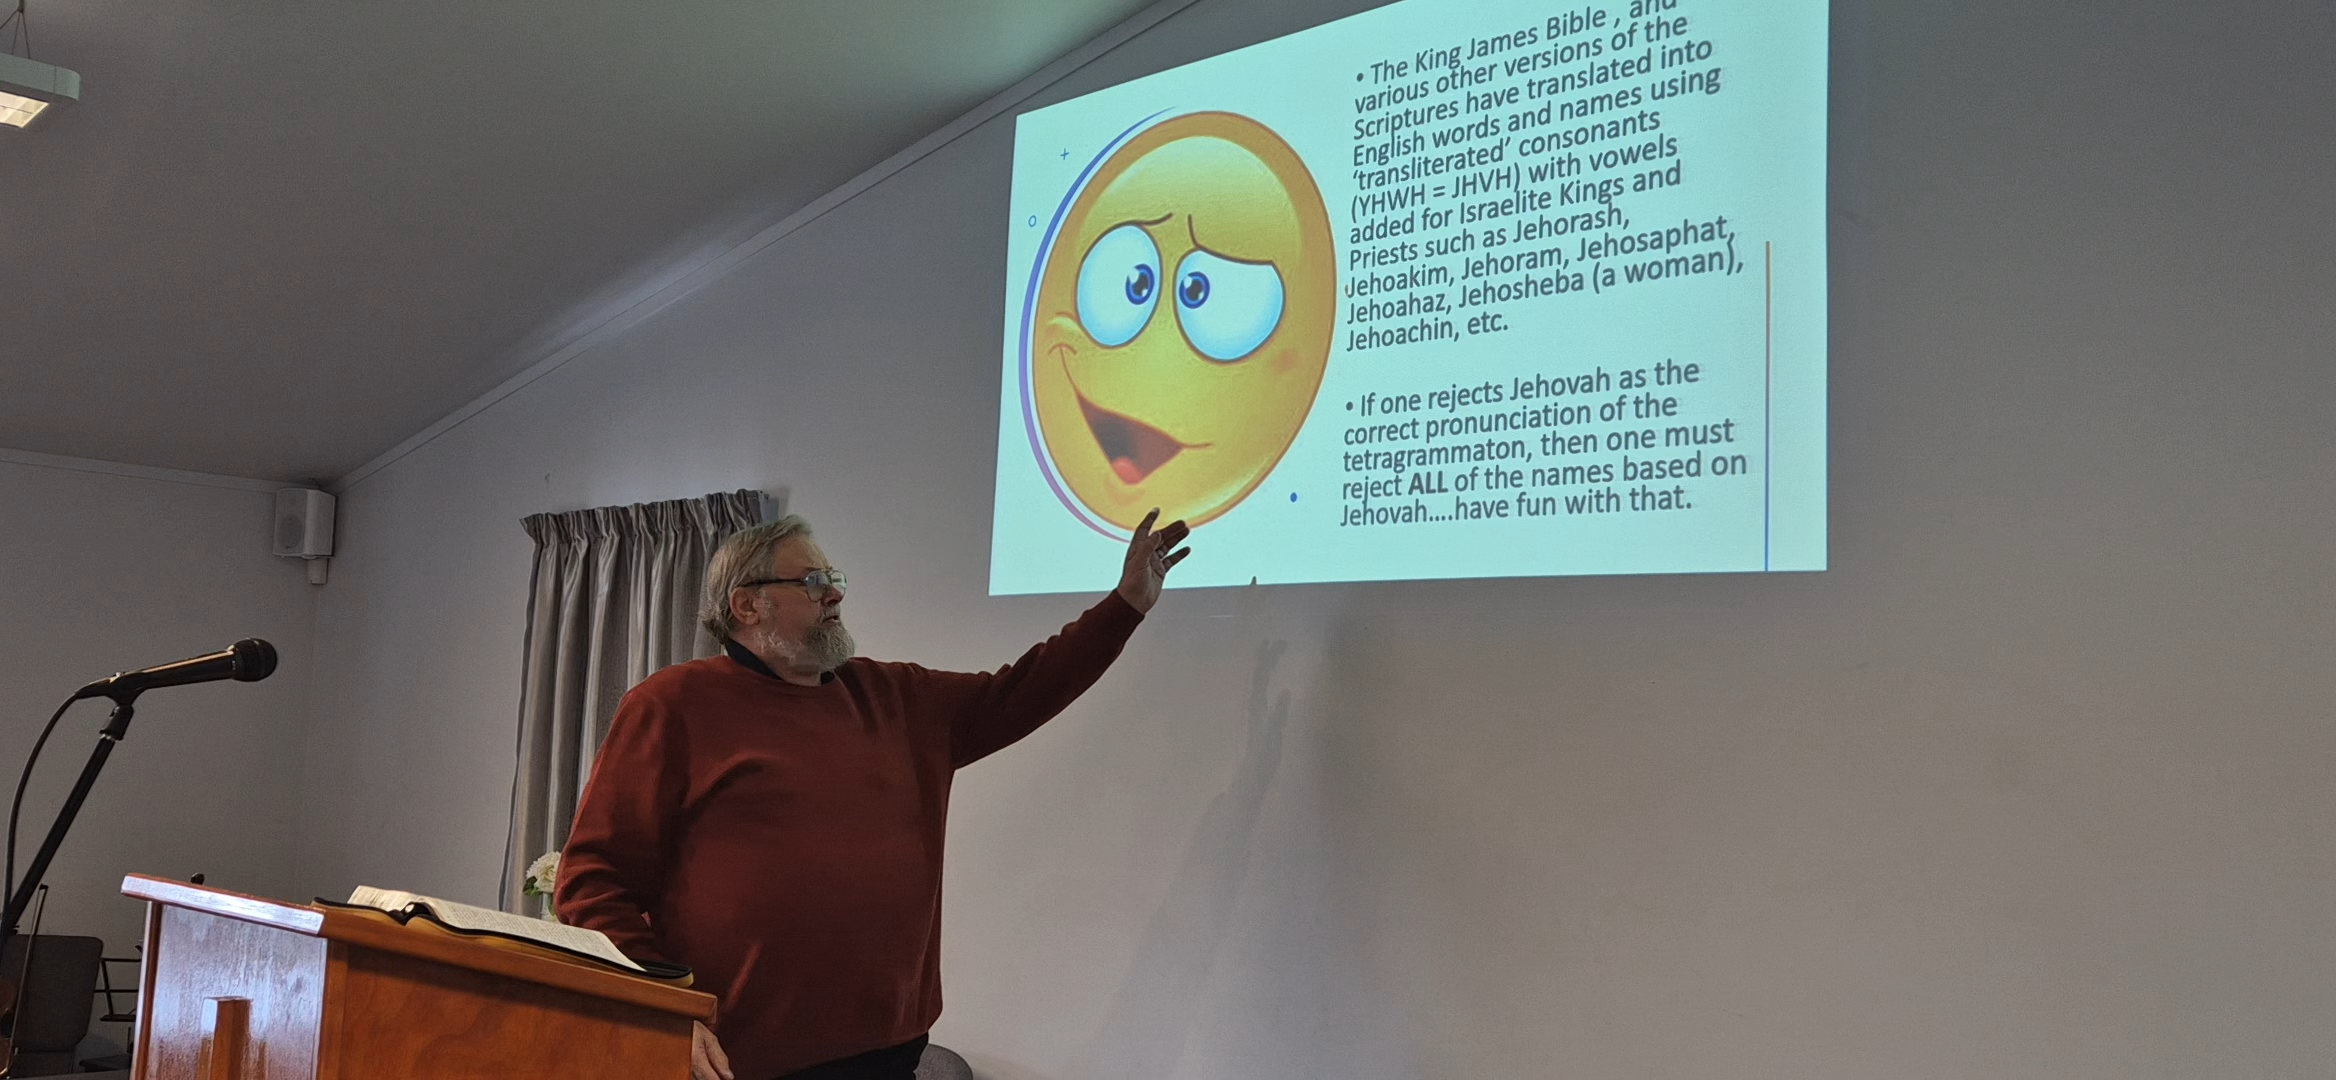 • The King James Bible , and
various other versions of the
Scriptures have translated into
English words and names using
‘transliterated’ consonants
(YHWH = JHVH) with vowels
added for Israelite Kings and
Priests such as Jehorash,
Jehoakim, Jehoram, Jehosaphat,
Jehoahaz, Jehosheba (a woman),
Jehoachin, etc.
• If one rejects Jehovah as the
correct pronunciation of the
tetragrammaton, then one must
reject ALL of the names based on
Jehovah....have fun with that.